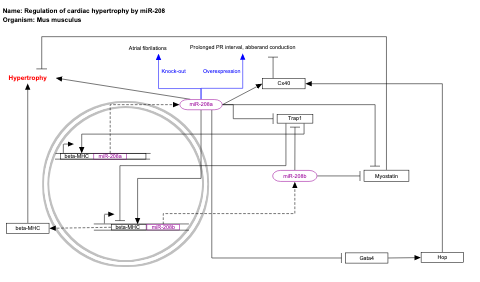 Name: Regulation of cardiac hypertrophy by miR-208
Organism: Mus musculus
Atrial fibrilations
Prolonged PR interval, abberand conduction
Hypertrophy
Knock-out
Overexpression
Cx40
miR-208a
Trap1
beta-MHC
miR-208a
miR-208b
Myostatin
beta-MHC
beta-MHC
miR-208b
Gata4
Hop